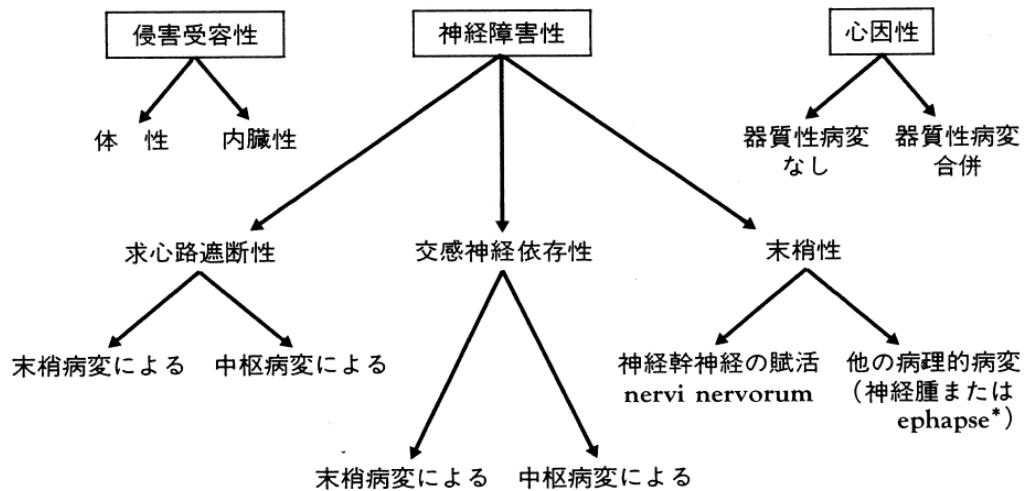 侵害受容性
神経障害性
心因性
体 性
内臓性
器質性病変
なし
器質性病変
合併
求心路遮断性
交感神経依存性
末梢性
末梢病変による
中枢病変による
神経幹神経の賦活
nervi nervorum
他の病理的病変
(神経腫または
ephapse*)
末梢病変による
中枢病変による